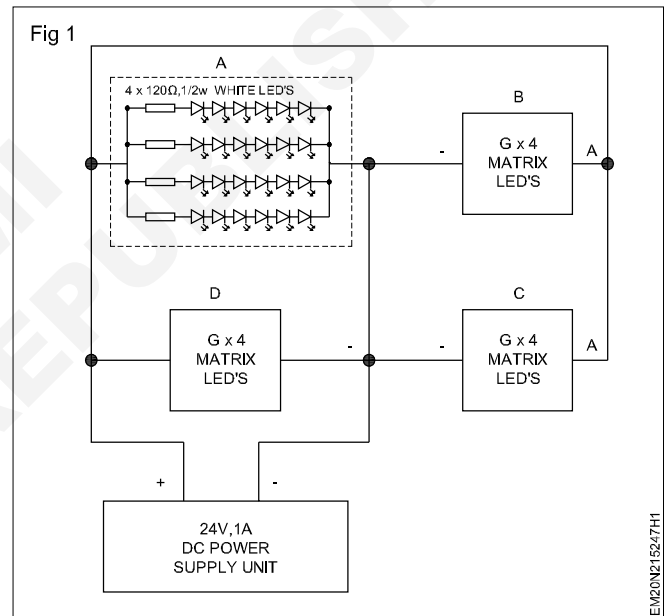 Fig 1
A
4 x 120Ω,1/2w WHITE LED'S
B
G x 4
MATRIX
LED'S
-
A
D
G x 4
MATRIX
LED'S
-
C
G x 4
MATRIX
LED'S
-
A
+
-
24V,1A
DC POWER
SUPPLY UNIT
EM20N215247H1
REPUBLISH